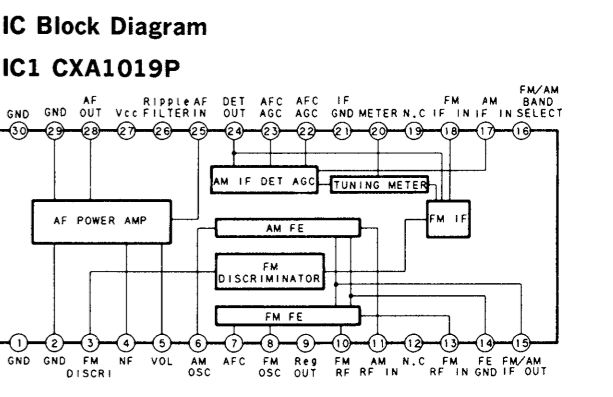 IC Block Diagram
IC1 CXA1019P
GND GND AF OUT Vcc Ripple FILTER AF IN DET OUT AFC AGC AFC AGC IF GND METER N.C FM IF IN AM IF IN FM/AM BAND SELECT
30 29 28 27 26 25 24 23 22 21 20 19 18 17 16
AM IF DET AGC
TUNING METER
AF POWER AMP
FM IF
AM FE
FM
DISCRIMINATOR
FM FE
1 2 3 4 5 6 7 8 9 10 11 12 13 14 15
GND GND FM NF VOL AM AFC FM Reg FM AM N.C FM FE FM/AM
DISCRI OSC OSC OUT RF RF IN RF IN GND IF OUT